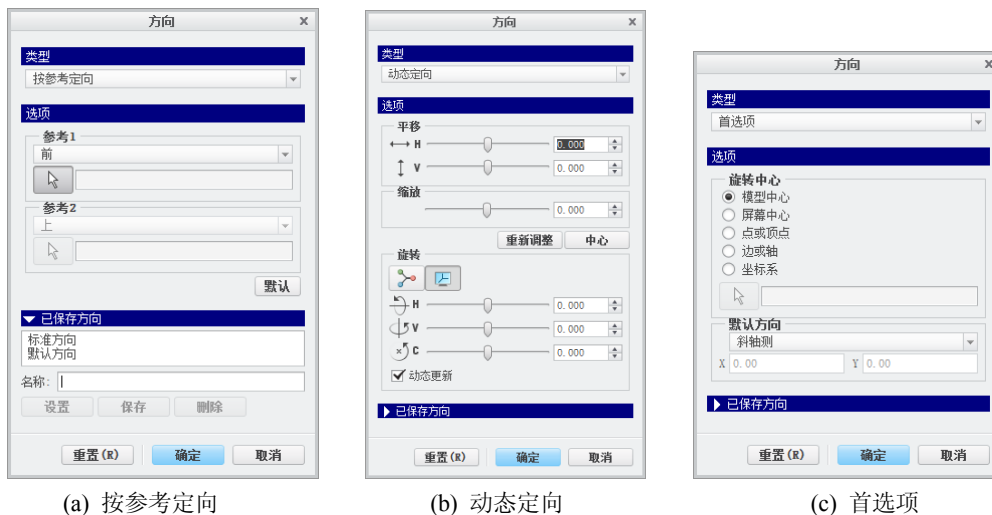 方向 x
类型
按参考定向
选项
参考1
前
参考2
上
默认
▼ 已保存方向
标准方向
默认方向
名称:
设置 保存 删除
重置(R) 确定 取消
(a) 按参考定向
方向 x
类型
动态定向
选项
平移
H 0.000
V 0.000
缩放
0.000
重新调整 中心
旋转
H 0.000
V 0.000
C 0.000
动态更新
▶ 已保存方向
重置(R) 确定 取消
(b) 动态定向
方向 x
类型
首选项
选项
旋转中心
模型中心
屏幕中心
点或顶点
边或轴
坐标系
默认方向
斜轴测
X 0.00 Y 0.00
▶ 已保存方向
重置(R) 确定 取消
(c) 首选项